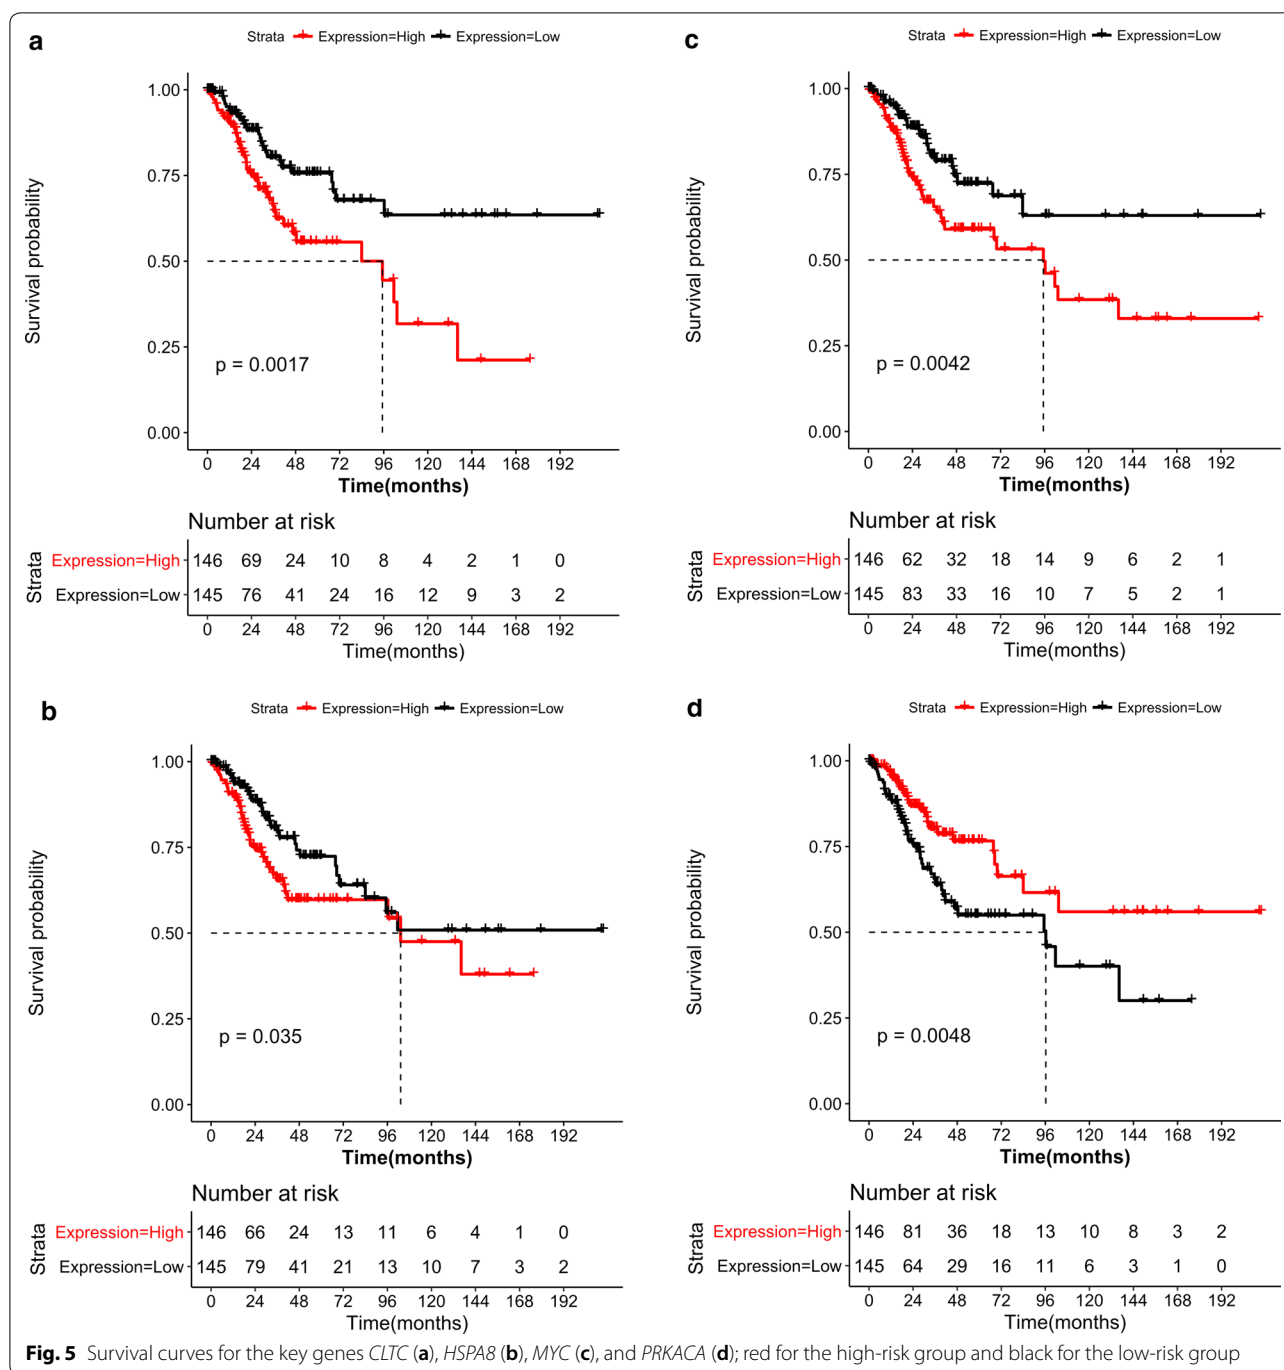 a
Strata Expression=High Expression=Low
Survival probability
1.00
0.75
0.50
0.25
0.00
p = 0.0017
0 24 48 72 96 120 144 168 192
Time(months)
Number at risk
Strata
Expression=High 146 69 24 10 8 4 2 1 0
Expression=Low 145 76 41 24 16 12 9 3 2
0 24 48 72 96 120 144 168 192
Time(months)
c
Strata Expression=High Expression=Low
Survival probability
1.00
0.75
0.50
0.25
0.00
p = 0.0042
0 24 48 72 96 120 144 168 192
Time(months)
Number at risk
Strata
Expression=High 146 62 32 18 14 9 6 2 1
Expression=Low 145 83 33 16 10 7 5 2 1
0 24 48 72 96 120 144 168 192
Time(months)
b
Strata Expression=High Expression=Low
Survival probability
1.00
0.75
0.50
0.25
0.00
p = 0.035
0 24 48 72 96 120 144 168 192
Time(months)
Number at risk
Strata
Expression=High 146 66 24 13 11 6 4 1 0
Expression=Low 145 79 41 21 13 10 7 3 2
0 24 48 72 96 120 144 168 192
Time(months)
d
Strata Expression=High Expression=Low
Survival probability
1.00
0.75
0.50
0.25
0.00
p = 0.0048
0 24 48 72 96 120 144 168 192
Time(months)
Number at risk
Strata
Expression=High 146 81 36 18 13 10 8 3 2
Expression=Low 145 64 29 16 11 6 3 1 0
0 24 48 72 96 120 144 168 192
Time(months)
Fig. 5 Survival curves for the key genes CLTC (a), HSPA8 (b), MYC (c), and PRKACA (d); red for the high-risk group and black for the low-risk group